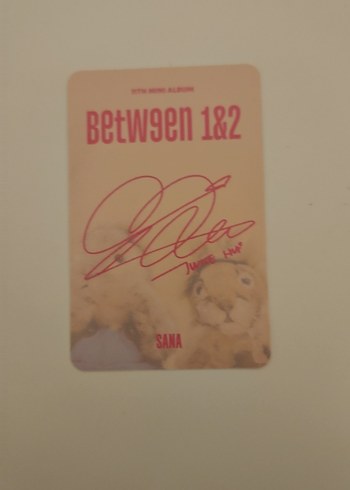 11TH MINI ALBUM
BetW9en 1&2
SANA